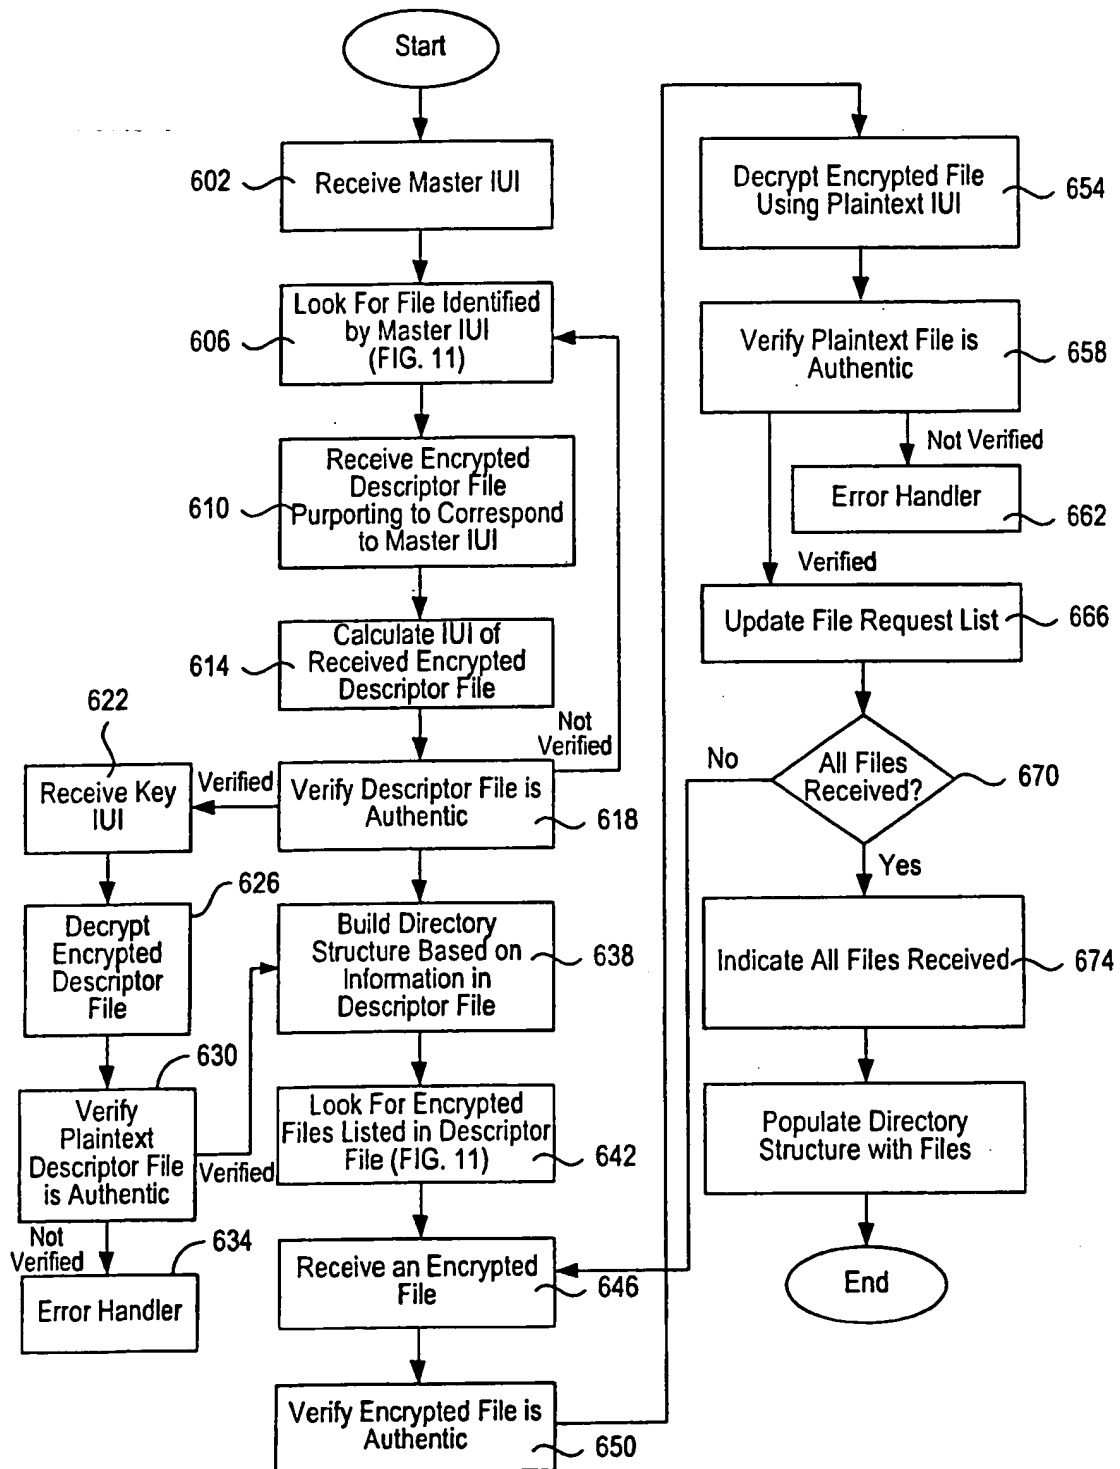 Start
602
Receive Master IUI
606
Look For File Identified
by Master IUI
(FIG. 11)
610
Receive Encrypted
Descriptor File
Purporting to Correspond
to Master IUI
614
Calculate IUI of
Received Encrypted
Descriptor File
Not
Verified
622
Receive Key
IUI
Verified
Verify Descriptor File is
Authentic
618
626
Decrypt
Encrypted
Descriptor
File
Build Directory
Structure Based on
Information in
Descriptor File
638
630
Verify
Plaintext
Descriptor File
is Authentic
Verified
Not
Verified
634
Error Handler
Look For Encrypted
Files Listed in Descriptor
File (FIG. 11)
642
Receive an Encrypted
File
646
Verify Encrypted File is
Authentic
650
Decrypt Encrypted File
Using Plaintext IUI
654
Verify Plaintext File is
Authentic
658
Not Verified
Error Handler
662
Verified
Update File Request List
666
No
All Files
Received?
670
Yes
Indicate All Files Received
674
Populate Directory
Structure with Files
End